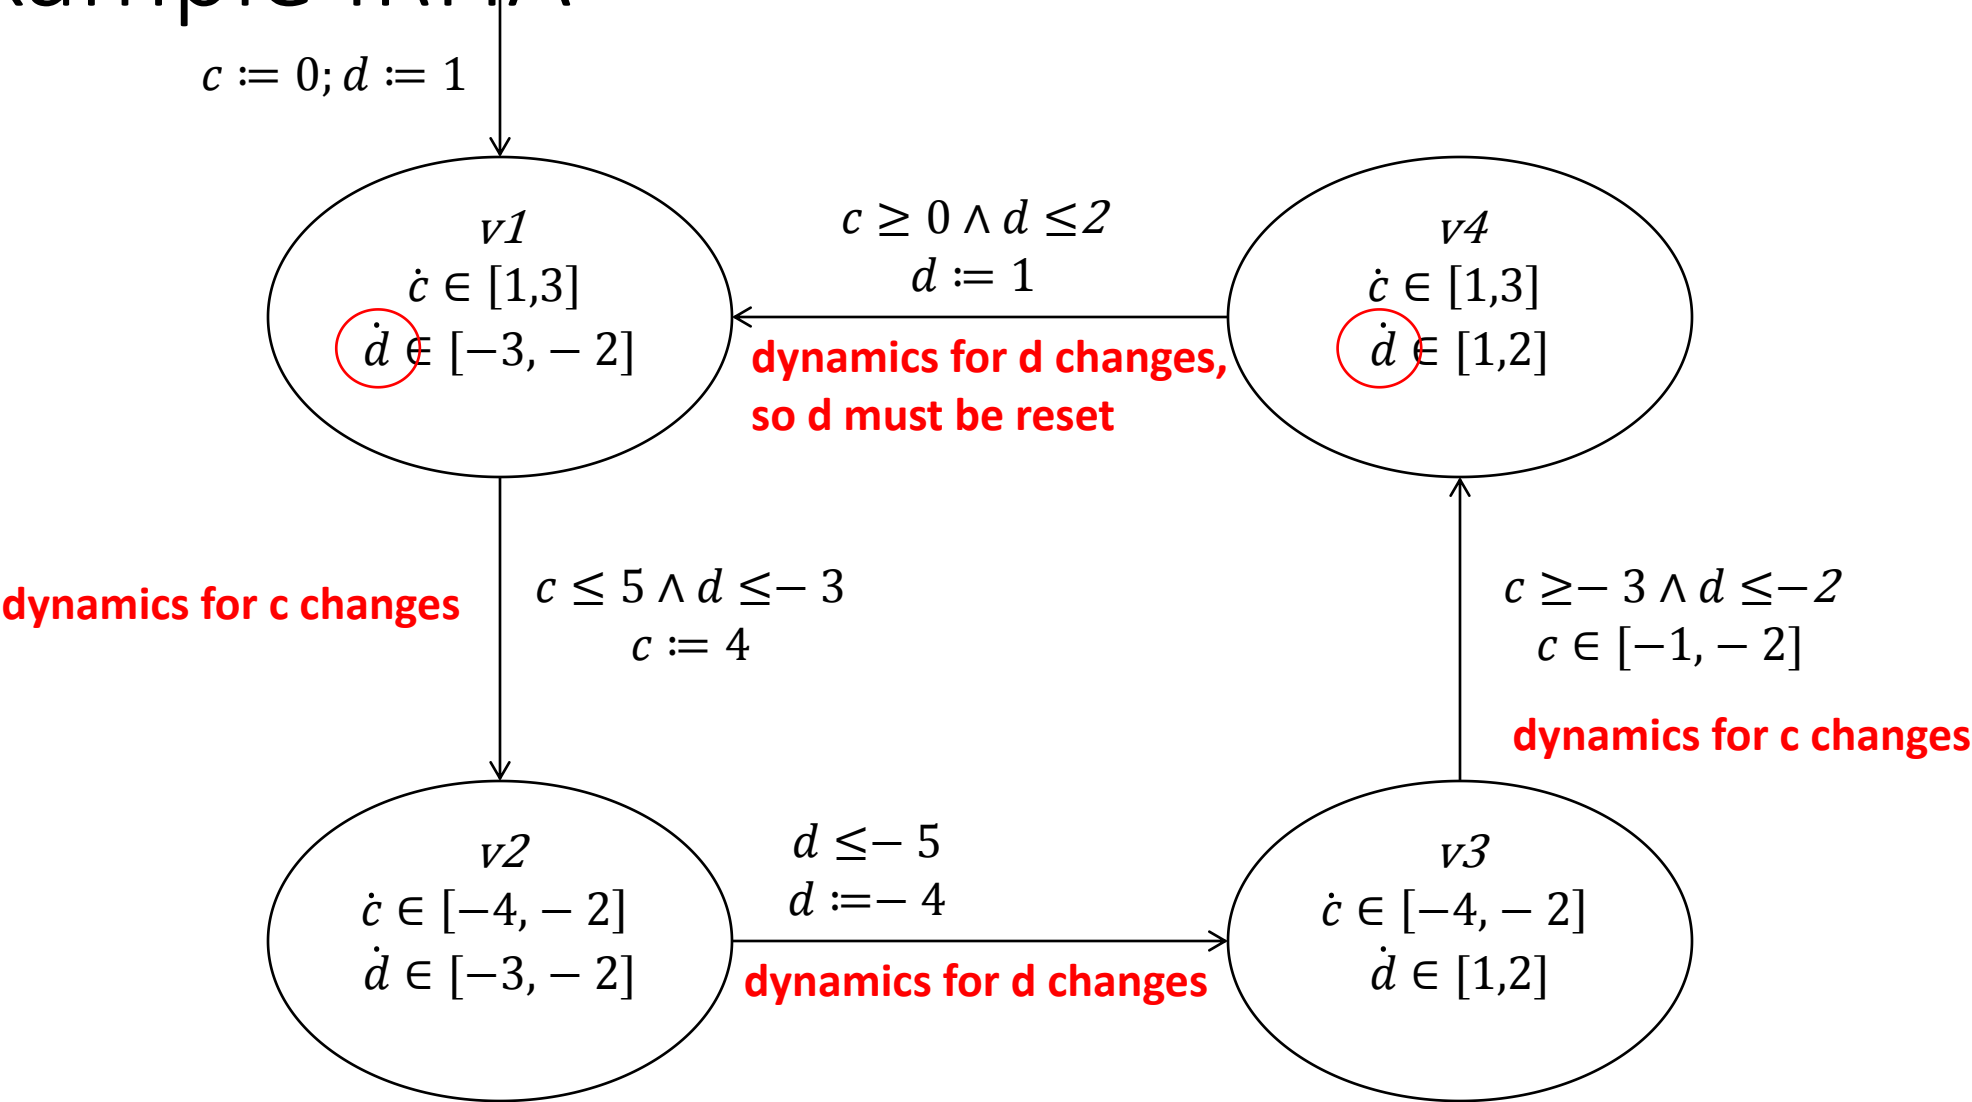 c ≔ 0; d ≔ 1
v1
ċ ∈ [1,3]
ḋ ∈ [−3, − 2]
c ≥ 0 ∧ d ≤2
d ≔ 1
dynamics for d changes,
so d must be reset
v4
ċ ∈ [1,3]
ḋ ∈ [1,2]
dynamics for c changes
c ≤ 5 ∧ d ≤− 3
c ≔ 4
c ≥− 3 ∧ d ≤−2
c ∈ [−1, − 2]
dynamics for c changes
v2
ċ ∈ [−4, − 2]
ḋ ∈ [−3, − 2]
d ≤− 5
d ≔− 4
dynamics for d changes
v3
ċ ∈ [−4, − 2]
ḋ ∈ [1,2]